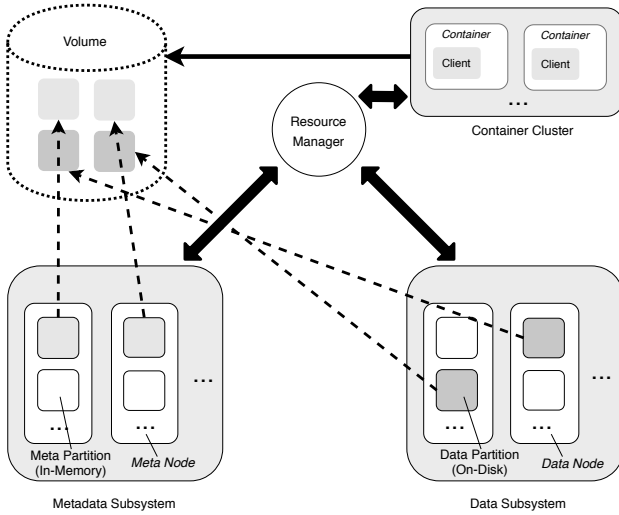 Volume
Container
Container
Client
Client
...
Container Cluster
Resource
Manager
...
...
...
Meta Partition
(In-Memory)
Meta Node
Metadata Subsystem
...
...
...
Data Partition
(On-Disk)
Data Node
Data Subsystem